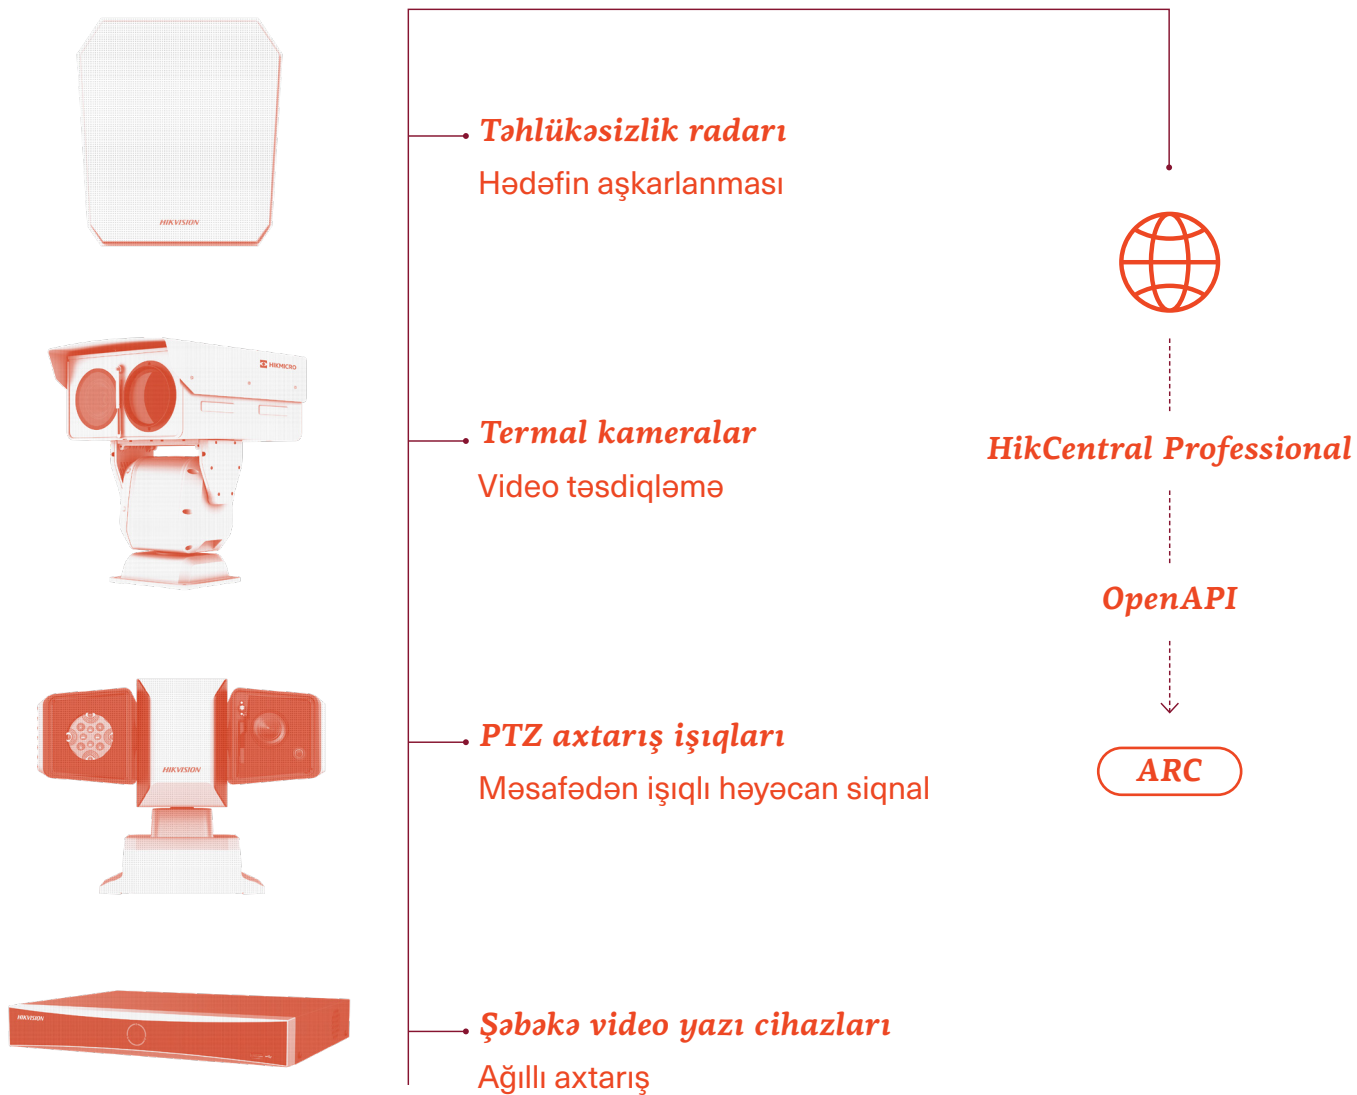 HIKVISION
Təhlükəsizlik radarı
Hədəfin aşkarlanması
HIKMICRO
Termal kameralar
Video təsdiqləmə
HIKVISION
PTZ axtarış işıqları
Məsafədən işıqlı həyəcan siqnal
HIKVISION
Şəbəkə video yazı cihazları
Ağıllı axtarış
HikCentral Professional
OpenAPI
ARC